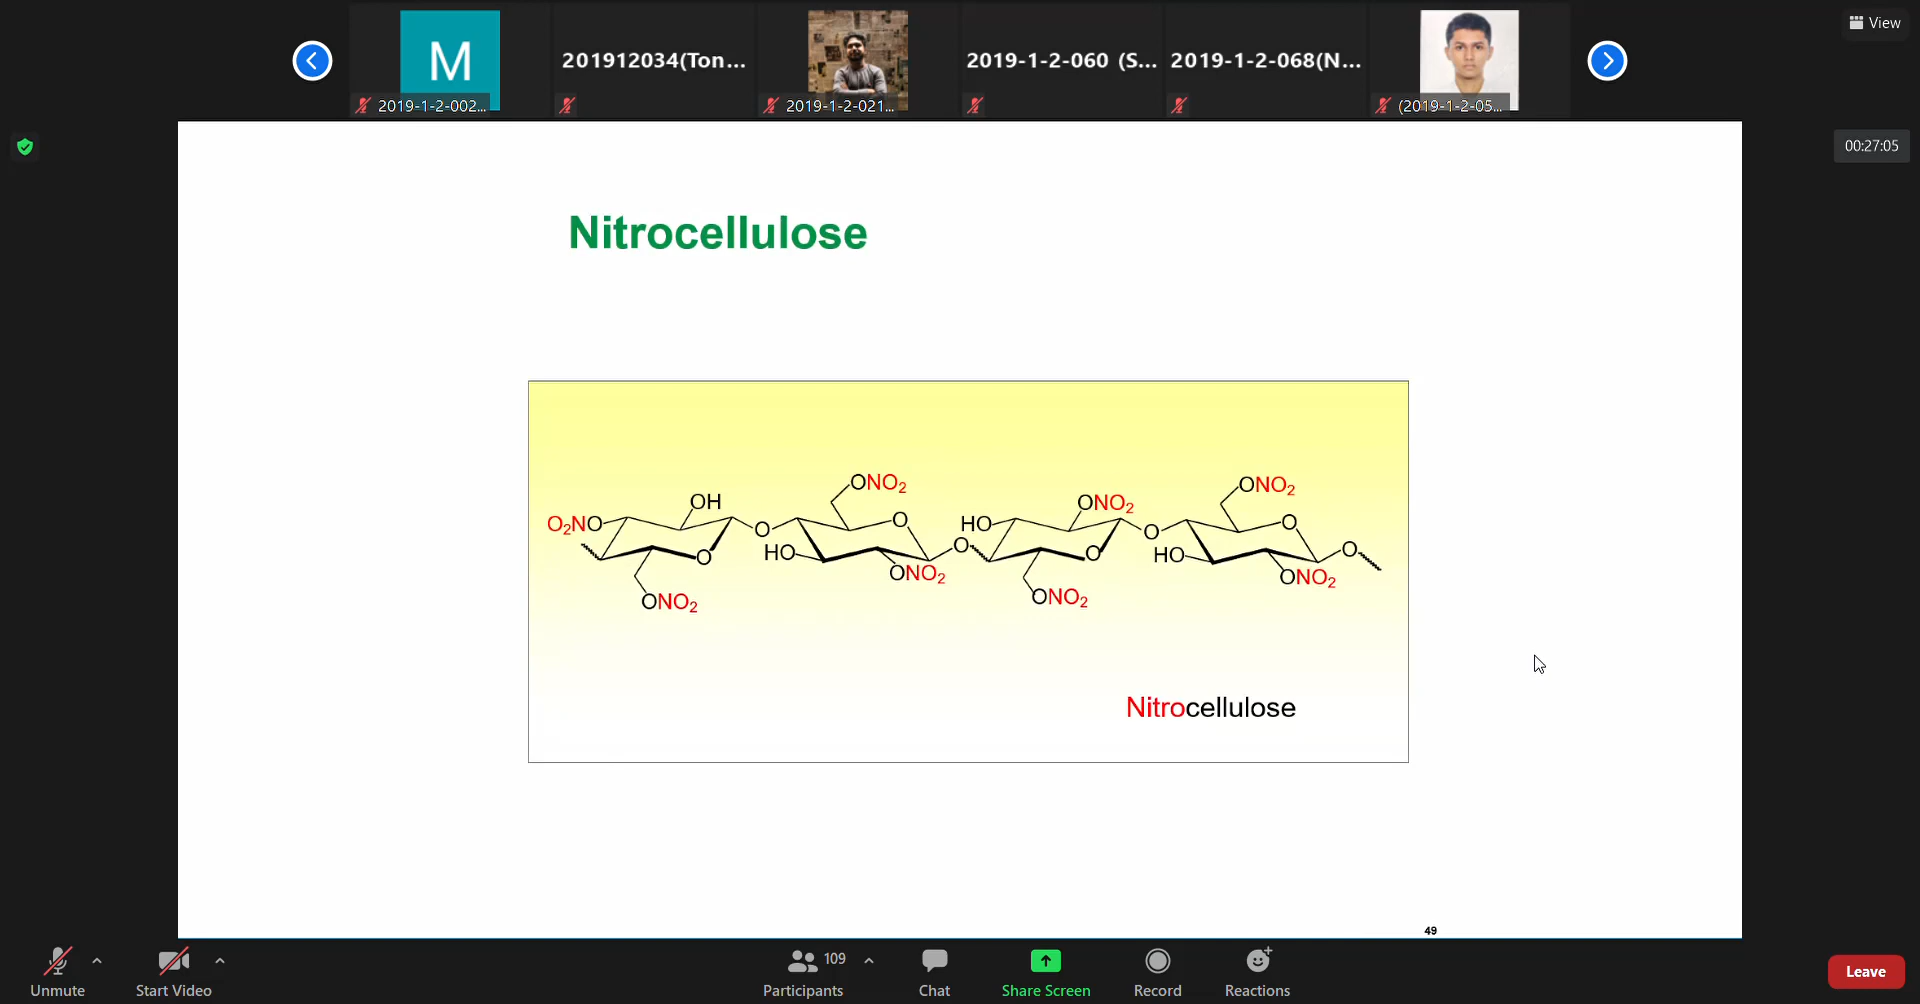 View
M
2019-1-2-002...
201912034(Ton...
2019-1-2-021...
2019-1-2-060 (S...
2019-1-2-068(N...
(2019-1-2-05...
00:27:05
Nitrocellulose
ONO2
ONO2
OH
ONO2
O2NO
O
O
HO
O
O
HO
O
O
HO
O
O
HO
O
ONO2
ONO2
ONO2
ONO2
Nitrocellulose
49
109
Unmute
Start Video
Participants
Chat
Share Screen
Record
Reactions
Leave